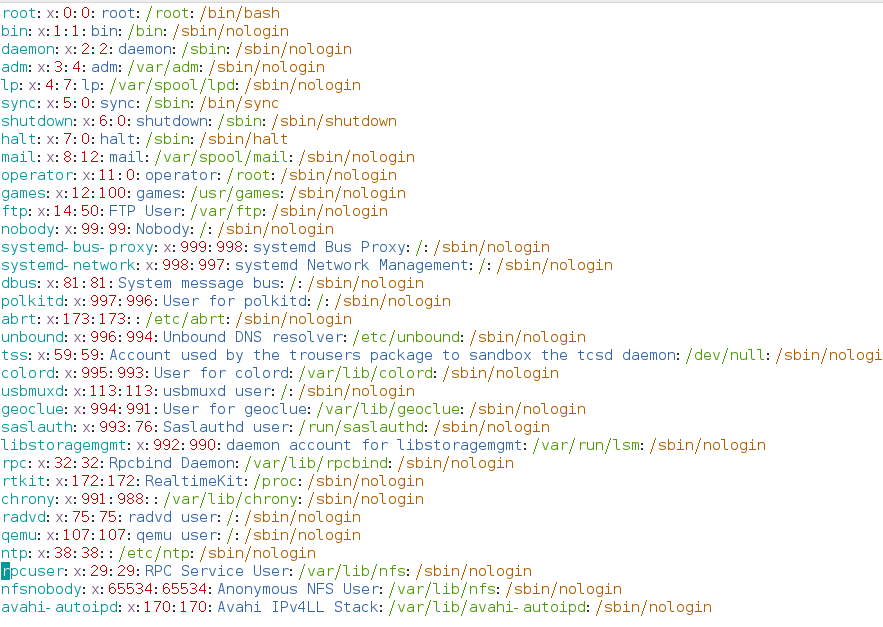 root:x:0:0:root:/root:/bin/bash
bin:x:1:1:bin:/bin:/sbin/nologin
daemon:x:2:2:daemon:/sbin:/sbin/nologin
adm:x:3:4:adm:/var/adm:/sbin/nologin
lp:x:4:7:lp:/var/spool/lpd:/sbin/nologin
sync:x:5:0:sync:/sbin:/bin/sync
shutdown:x:6:0:shutdown:/sbin:/sbin/shutdown
halt:x:7:0:halt:/sbin:/sbin/halt
mail:x:8:12:mail:/var/spool/mail:/sbin/nologin
operator:x:11:0:operator:/root:/sbin/nologin
games:x:12:100:games:/usr/games:/sbin/nologin
ftp:x:14:50:FTP User:/var/ftp:/sbin/nologin
nobody:x:99:99:Nobody:/:/sbin/nologin
systemd-bus-proxy:x:999:998:systemd Bus Proxy:/:/sbin/nologin
systemd-network:x:998:997:systemd Network Management:/:/sbin/nologin
dbus:x:81:81:System message bus:/:/sbin/nologin
polkitd:x:997:996:User for polkitd:/:/sbin/nologin
abrt:x:173:173::/etc/abrt:/sbin/nologin
unbound:x:996:994:Unbound DNS resolver:/etc/unbound:/sbin/nologin
tss:x:59:59:Account used by the trousers package to sandbox the tcsd daemon:/dev/null:/sbin/nologi
colord:x:995:993:User for colord:/var/lib/colord:/sbin/nologin
usbmuxd:x:113:113:usbmuxd user:/:/sbin/nologin
geoclue:x:994:991:User for geoclue:/var/lib/geoclue:/sbin/nologin
saslauth:x:993:76:Saslauthd user:/run/saslauthd:/sbin/nologin
libstoragemgmt:x:992:990:daemon account for libstoragemgmt:/var/run/lsm:/sbin/nologin
rpc:x:32:32:Rpcbind Daemon:/var/lib/rpcbind:/sbin/nologin
rtkit:x:172:172:RealtimeKit:/proc:/sbin/nologin
chrony:x:991:988::/var/lib/chrony:/sbin/nologin
radvd:x:75:75:radvd user:/:/sbin/nologin
qemu:x:107:107:qemu user:/:/sbin/nologin
ntp:x:38:38::/etc/ntp:/sbin/nologin
rpcuser:x:29:29:RPC Service User:/var/lib/nfs:/sbin/nologin
nfsnobody:x:65534:65534:Anonymous NFS User:/var/lib/nfs:/sbin/nologin
avahi-autoipd:x:170:170:Avahi IPv4LL Stack:/var/lib/avahi-autoipd:/sbin/nologin